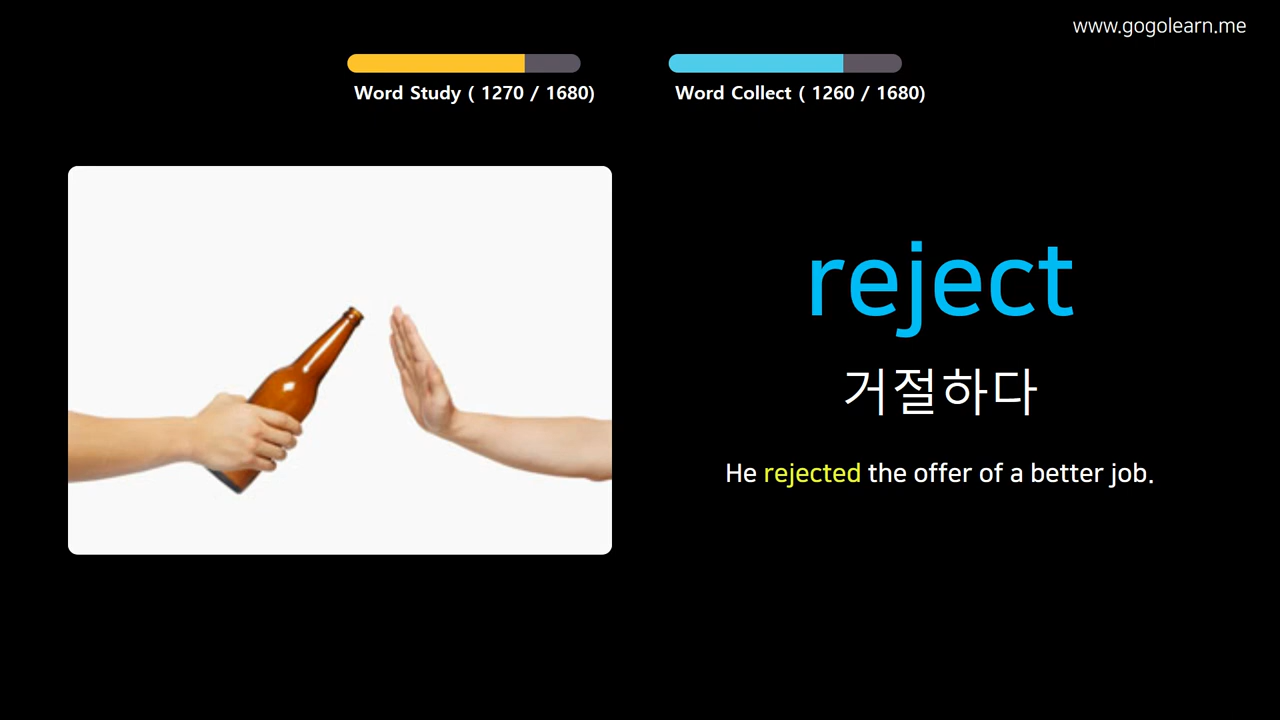 www.gogolearn.me
Word Study ( 1270 / 1680)
Word Collect ( 1260 / 1680)
reject
거절하다
He rejected the offer of a better job.